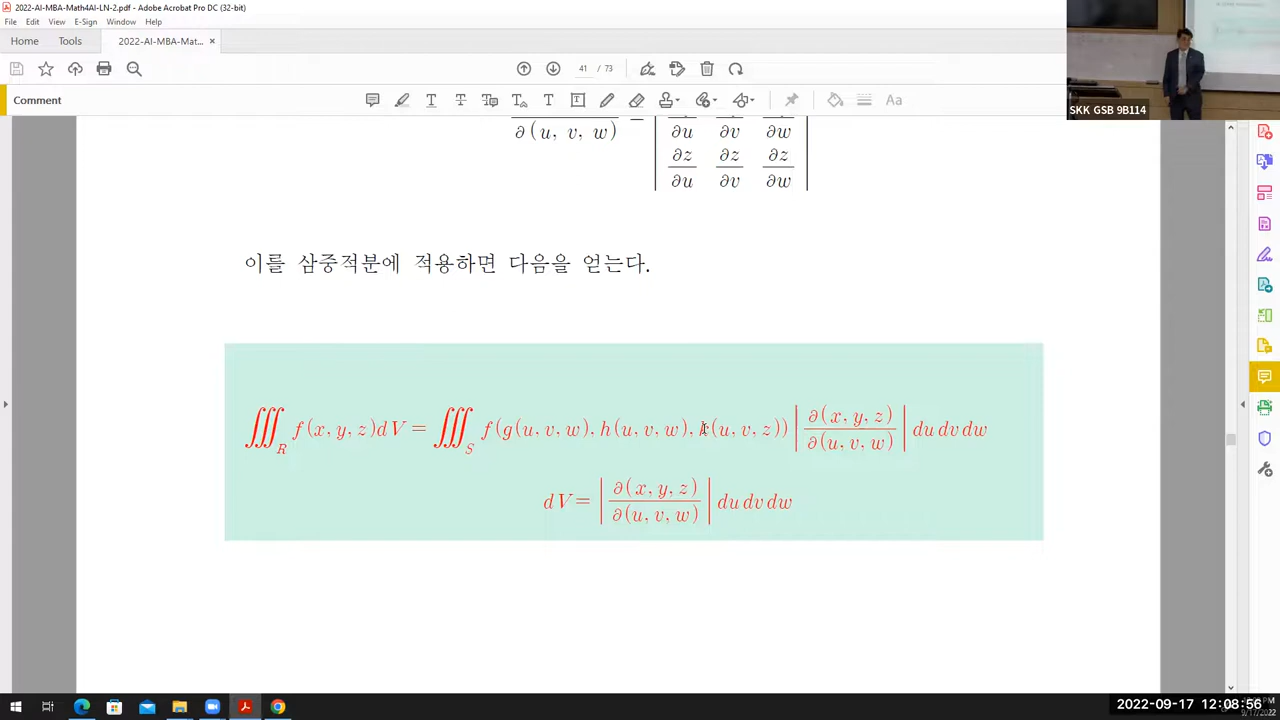 2022-AI-MBA-Math4AI-LN-2.pdf - Adobe Acrobat Pro DC (32-bit)
File Edit View E-Sign Window Help
Home Tools 2022-AI-MBA-Mat... ×
41 / 73
Comment
SKK GSB 9B114
∂(u, v, w) = | ∂u ∂v ∂w
∂z ∂z ∂z
∂u ∂v ∂w |
이를 삼중적분에 적용하면 다음을 얻는다.
∭_R f(x, y, z)dV = ∭_S f(g(u, v, w), h(u, v, w), k(u, v, z)) | ∂(x, y, z) / ∂(u, v, w) | du dv dw
dV = | ∂(x, y, z) / ∂(u, v, w) | du dv dw
2022-09-17 12:08:56